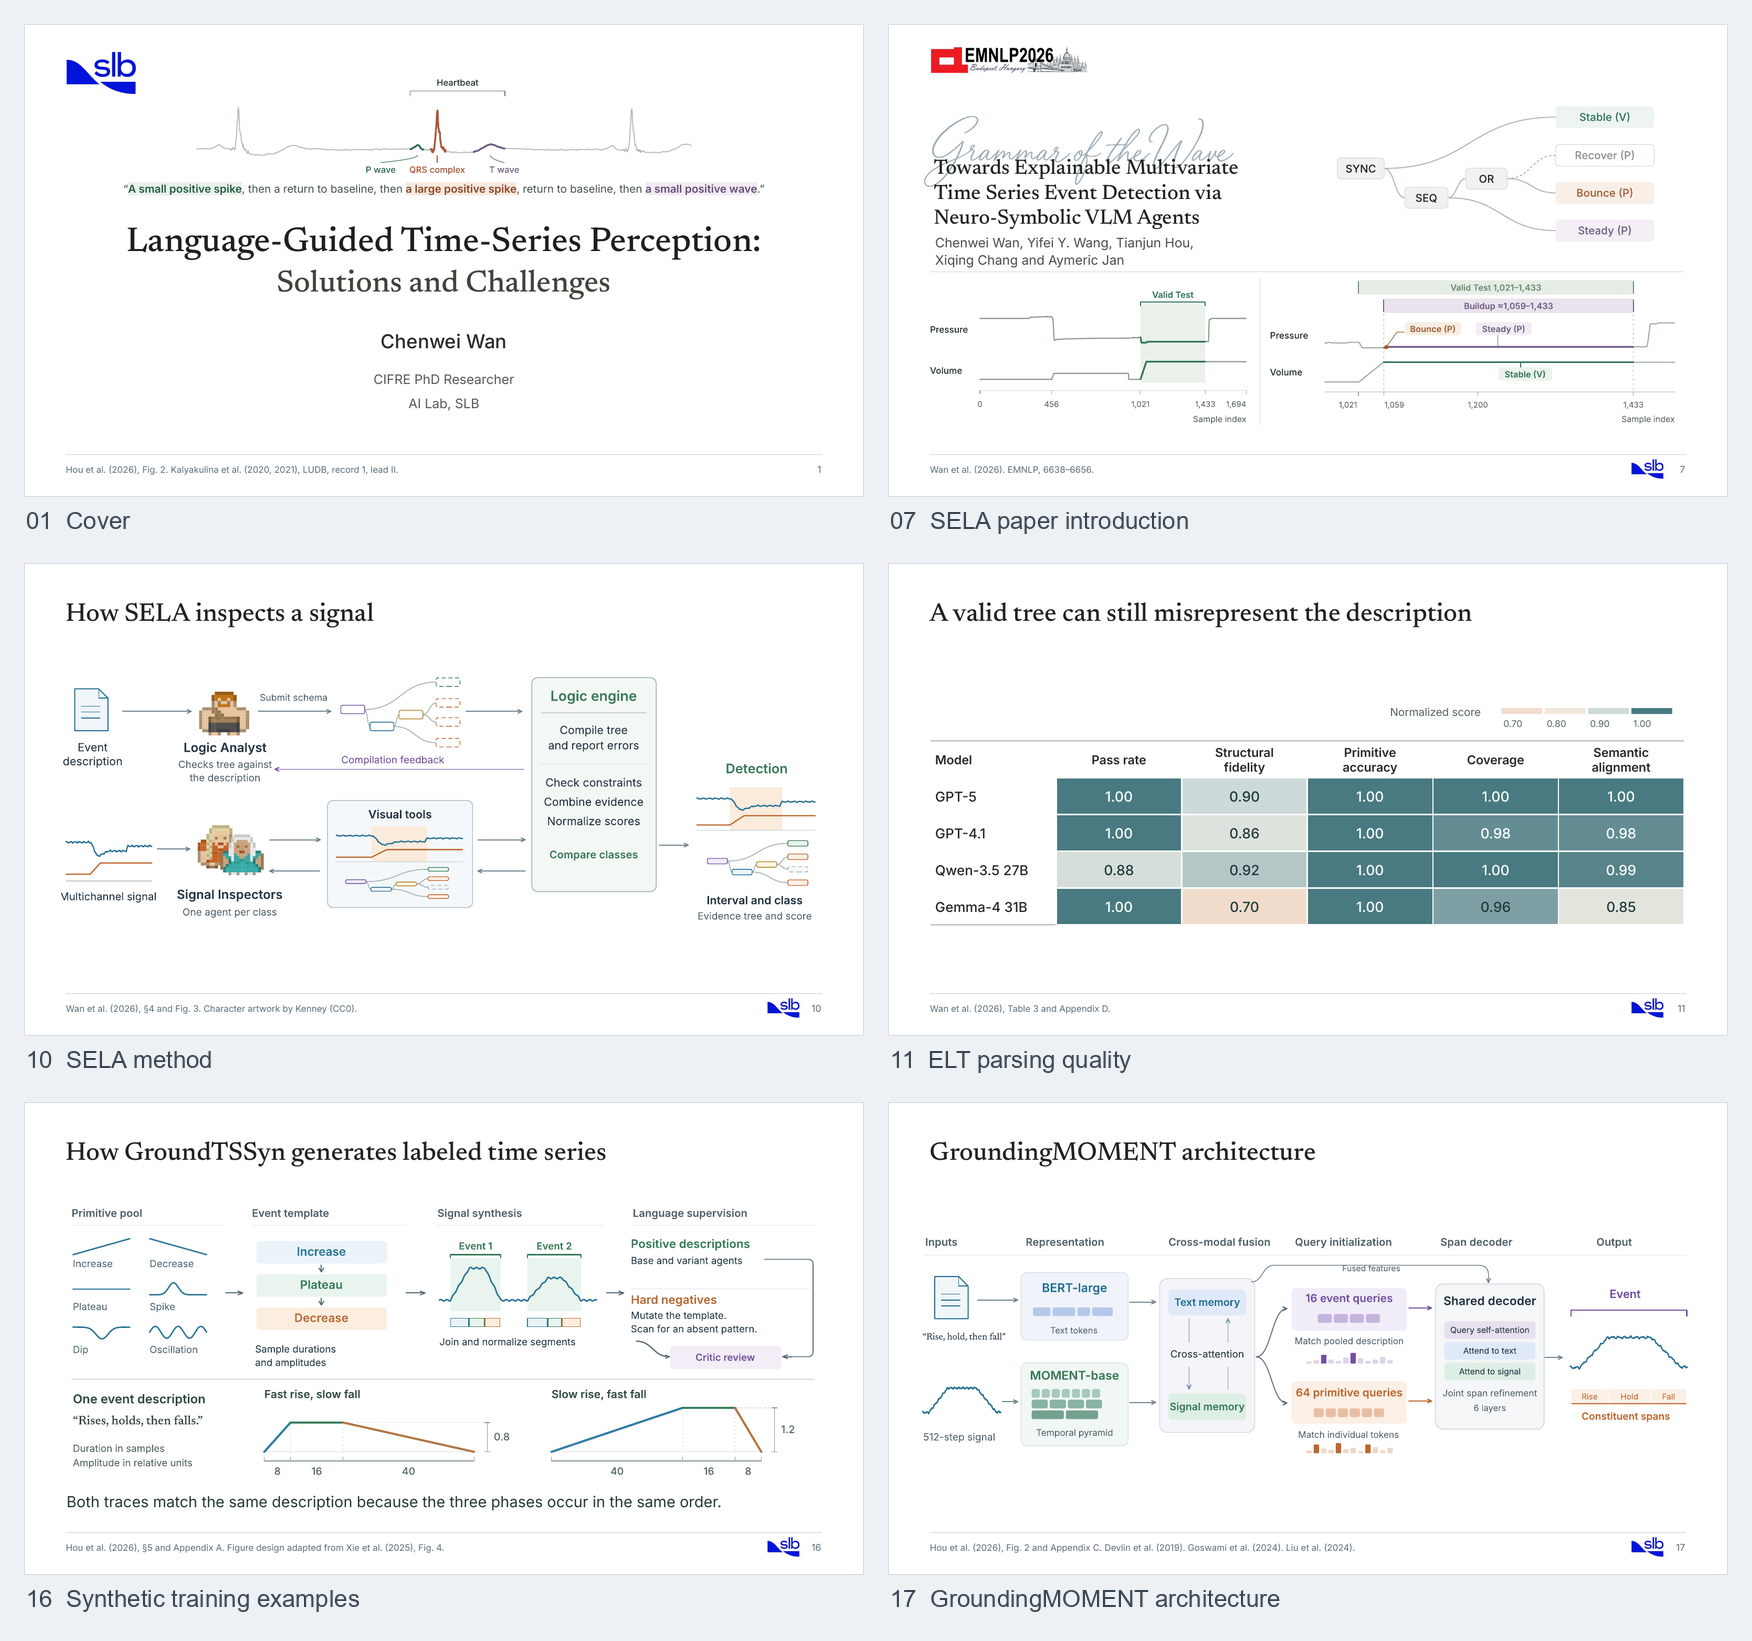 slb
Heartbeat
P wave
QRS complex
T wave
“A small positive spike, then a return to baseline, then a large positive spike, return to baseline, then a small positive wave.”
Language-Guided Time-Series Perception:
Solutions and Challenges
Chenwei Wan
CIFRE PhD Researcher
AI Lab, SLB
Hou et al. (2026), Fig. 2. Kalyakulina et al. (2020, 2021), LUDB, record 1, lead II.
1
01 Cover
EMNLP2026
Budapest, Hungary
Grammar of the Wave
Towards Explainable Multivariate
Time Series Event Detection via
Neuro-Symbolic VLM Agents
Chenwei Wan, Yifei Y. Wang, Tianjun Hou,
Xiqing Chang and Aymeric Jan
SYNC
SEQ
OR
Stable (V)
Recover (P)
Bounce (P)
Steady (P)
Valid Test
Pressure
Volume
0
456
1,021
1,433
1,694
Sample index
Valid Test 1,021–1,433
Buildup ≈1,059–1,433
Bounce (P)
Steady (P)
Pressure
Volume
Stable (V)
1,021
1,059
1,200
1,433
Sample index
Wan et al. (2026). EMNLP, 6638–6656.
slb
7
07 SELA paper introduction
How SELA inspects a signal
Event
description
Logic Analyst
Checks tree against
the description
Submit schema
Compilation feedback
Multichannel signal
Signal Inspectors
One agent per class
Visual tools
Logic engine
Compile tree
and report errors
Check constraints
Combine evidence
Normalize scores
Compare classes
Detection
Interval and class
Evidence tree and score
Wan et al. (2026), §4 and Fig. 3. Character artwork by Kenney (CC0).
slb
10
10 SELA method
A valid tree can still misrepresent the description
Normalized score
0.70 0.80 0.90 1.00
Model Pass rate Structural fidelity Primitive accuracy Coverage Semantic alignment
GPT-5 1.00 0.90 1.00 1.00 1.00
GPT-4.1 1.00 0.86 1.00 0.98 0.98
Qwen-3.5 27B 0.88 0.92 1.00 1.00 0.99
Gemma-4 31B 1.00 0.70 1.00 0.96 0.85
Wan et al. (2026), Table 3 and Appendix D.
slb
11
11 ELT parsing quality
How GroundTSSyn generates labeled time series
Primitive pool
Increase
Decrease
Plateau
Spike
Dip
Oscillation
Event template
Increase
Plateau
Decrease
Sample durations
and amplitudes
Signal synthesis
Event 1
Event 2
Join and normalize segments
Language supervision
Positive descriptions
Base and variant agents
Hard negatives
Mutate the template.
Scan for an absent pattern.
Critic review
One event description
“Rises, holds, then falls.”
Duration in samples
Amplitude in relative units
Fast rise, slow fall
0.8
8
16
40
Slow rise, fast fall
1.2
40
16
8
Both traces match the same description because the three phases occur in the same order.
Hou et al. (2026), §5 and Appendix A. Figure design adapted from Xie et al. (2025), Fig. 4.
slb
16
16 Synthetic training examples
GroundingMOMENT architecture
Inputs
Representation
Cross-modal fusion
Query initialization
Span decoder
Output
“Rise, hold, then fall”
512-step signal
BERT-large
Text tokens
MOMENT-base
Temporal pyramid
Text memory
Cross-attention
Signal memory
Fused features
16 event queries
Match pooled description
64 primitive queries
Match individual tokens
Shared decoder
Query self-attention
Attend to text
Attend to signal
Joint span refinement
6 layers
Event
Rise
Hold
Fall
Constituent spans
Hou et al. (2026), Fig. 2 and Appendix C. Devlin et al. (2019). Goswami et al. (2024). Liu et al. (2024).
slb
17
17 GroundingMOMENT architecture